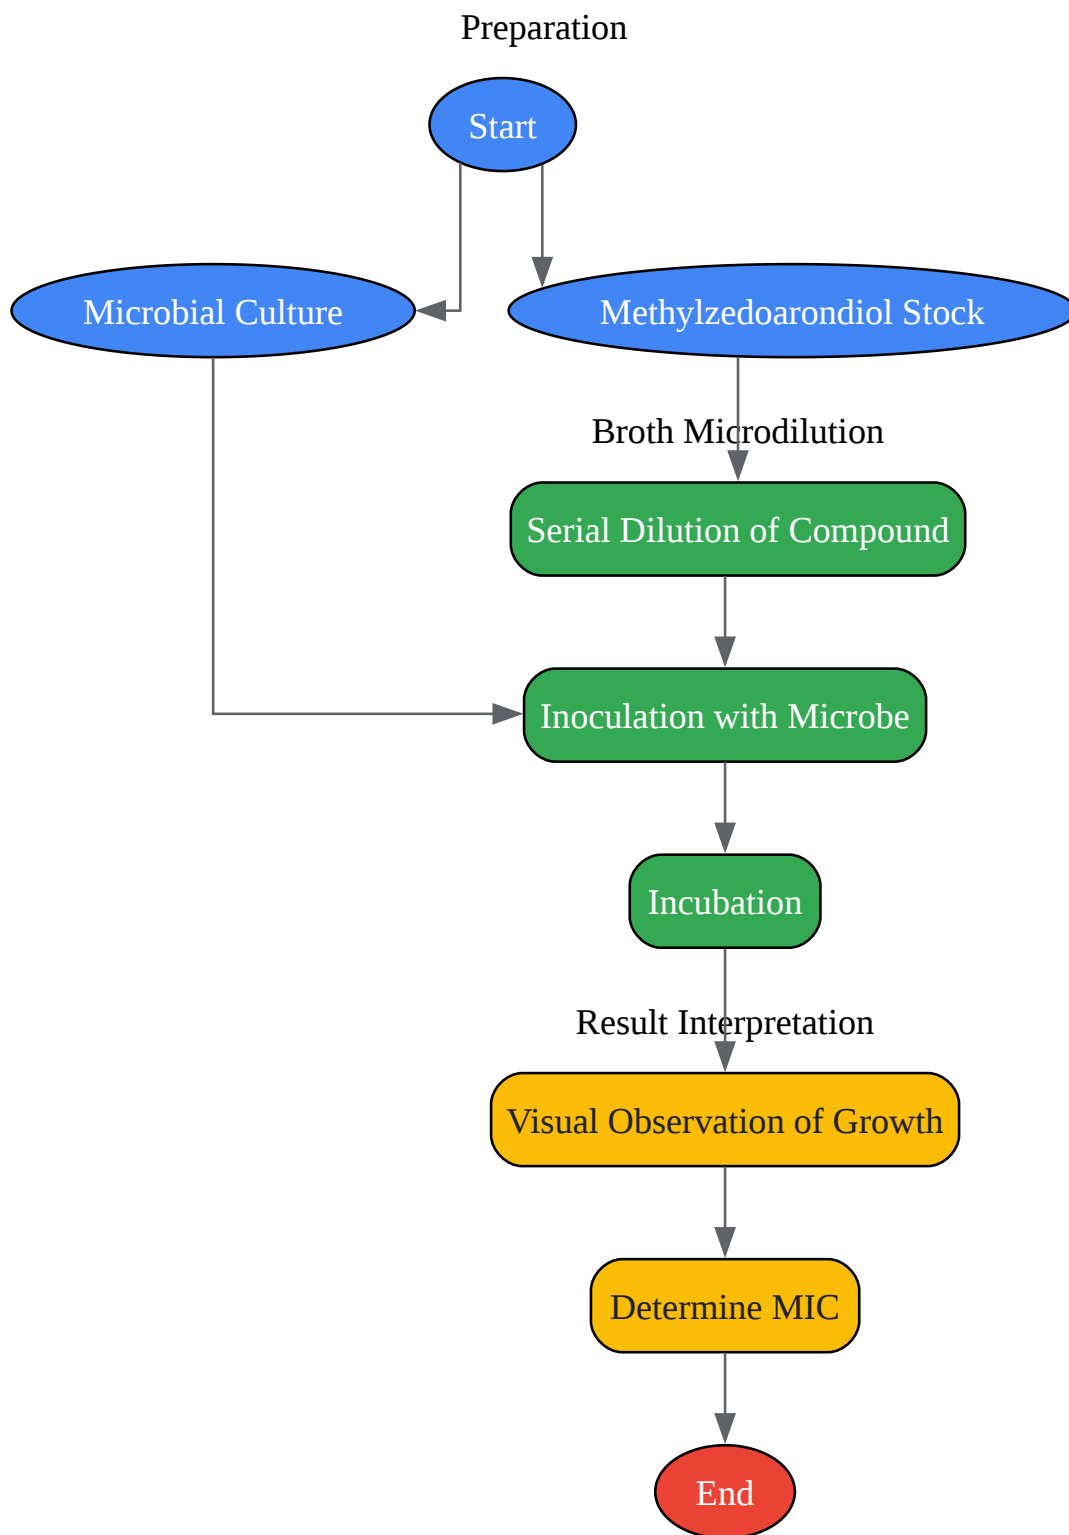 Preparation
Start
Microbial Culture
Methylzedoarondiol Stock
Broth Microdilution
Serial Dilution of Compound
Inoculation with Microbe
Incubation
Result Interpretation
Visual Observation of Growth
Determine MIC
End